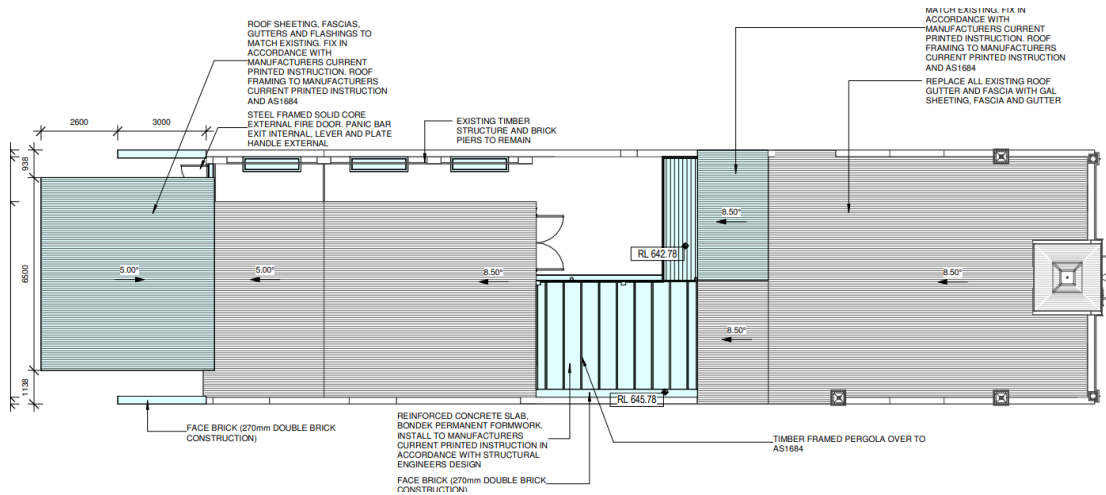 ROOF SHEETING, FASCIAS,
GUTTERS AND FLASHINGS TO
MATCH EXISTING. FIX IN
ACCORDANCE WITH
MANUFACTURERS CURRENT
PRINTED INSTRUCTION. ROOF
FRAMING TO MANUFACTURERS
CURRENT PRINTED INSTRUCTION
AND AS1684
STEEL FRAMED SOLID CORE
EXTERNAL FIRE DOOR. PANIC BAR
EXIT INTERNAL, LEVER AND PLATE
HANDLE EXTERNAL
EXISTING TIMBER
STRUCTURE AND BRICK
PIERS TO REMAIN
MATCH EXISTING. FIX IN
ACCORDANCE WITH
MANUFACTURERS CURRENT
PRINTED INSTRUCTION. ROOF
FRAMING TO MANUFACTURERS
CURRENT PRINTED INSTRUCTION
AND AS1684
REPLACE ALL EXISTING ROOF
GUTTER AND FASCIA WITH GAL
SHEETING, FASCIA AND GUTTER
2600
3000
938
6500
1138
5.00°
5.00°
8.50°
8.50°
8.50°
8.50°
RL 642.78
RL 645.78
FACE BRICK (270mm DOUBLE BRICK
CONSTRUCTION)
REINFORCED CONCRETE SLAB,
BONDEK PERMANENT FORMWORK.
INSTALL TO MANUFACTURERS
CURRENT PRINTED INSTRUCTION IN
ACCORDANCE WITH STRUCTURAL
ENGINEERS DESIGN
FACE BRICK (270mm DOUBLE BRICK
CONSTRUCTION)
TIMBER FRAMED PERGOLA OVER TO
AS1684